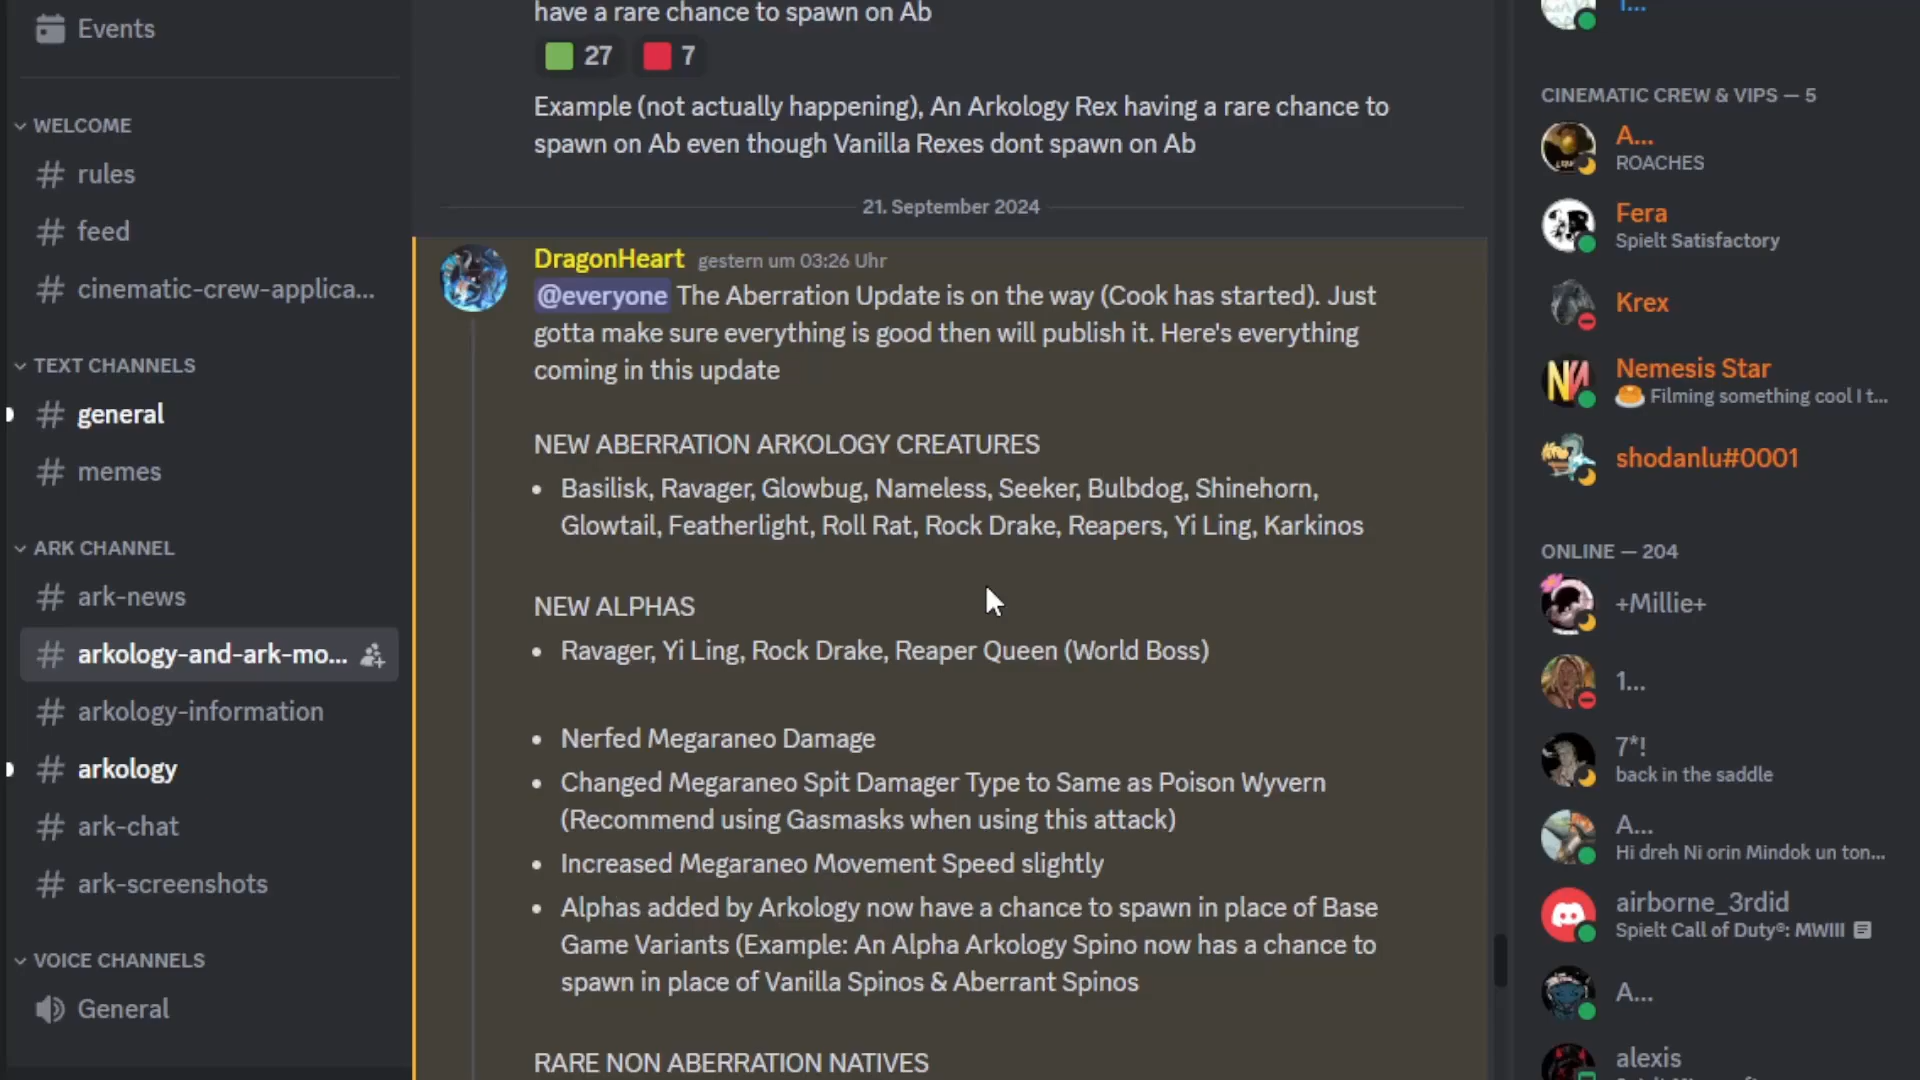 Events
WELCOME
# rules
# feed
# cinematic-crew-applica...
TEXT CHANNELS
# general
# memes
ARK CHANNEL
# ark-news
# arkology-and-ark-mo...
# arkology-information
# arkology
# ark-chat
# ark-screenshots
VOICE CHANNELS
General
have a rare chance to spawn on Ab
27 7
Example (not actually happening), An Arkology Rex having a rare chance to
spawn on Ab even though Vanilla Rexes dont spawn on Ab
21. September 2024
DragonHeart gestern um 03:26 Uhr
@everyone The Aberration Update is on the way (Cook has started). Just
gotta make sure everything is good then will publish it. Here's everything
coming in this update
NEW ABERRATION ARKOLOGY CREATURES
• Basilisk, Ravager, Glowbug, Nameless, Seeker, Bulbdog, Shinehorn,
Glowtail, Featherlight, Roll Rat, Rock Drake, Reapers, Yi Ling, Karkinos
NEW ALPHAS
• Ravager, Yi Ling, Rock Drake, Reaper Queen (World Boss)
• Nerfed Megaraneo Damage
• Changed Megaraneo Spit Damager Type to Same as Poison Wyvern
(Recommend using Gasmasks when using this attack)
• Increased Megaraneo Movement Speed slightly
• Alphas added by Arkology now have a chance to spawn in place of Base
Game Variants (Example: An Alpha Arkology Spino now has a chance to
spawn in place of Vanilla Spinos & Aberrant Spinos
RARE NON ABERRATION NATIVES
CINEMATIC CREW & VIPS — 5
A...
ROACHES
Fera
Spielt Satisfactory
Krex
Nemesis Star
Filming something cool I t...
shodanlu#0001
ONLINE — 204
+Millie+
1...
7*!
back in the saddle
A...
Hi dreh Ni orin Mindok un ton...
airborne_3rdid
Spielt Call of Duty®: MWIII
A...
alexis